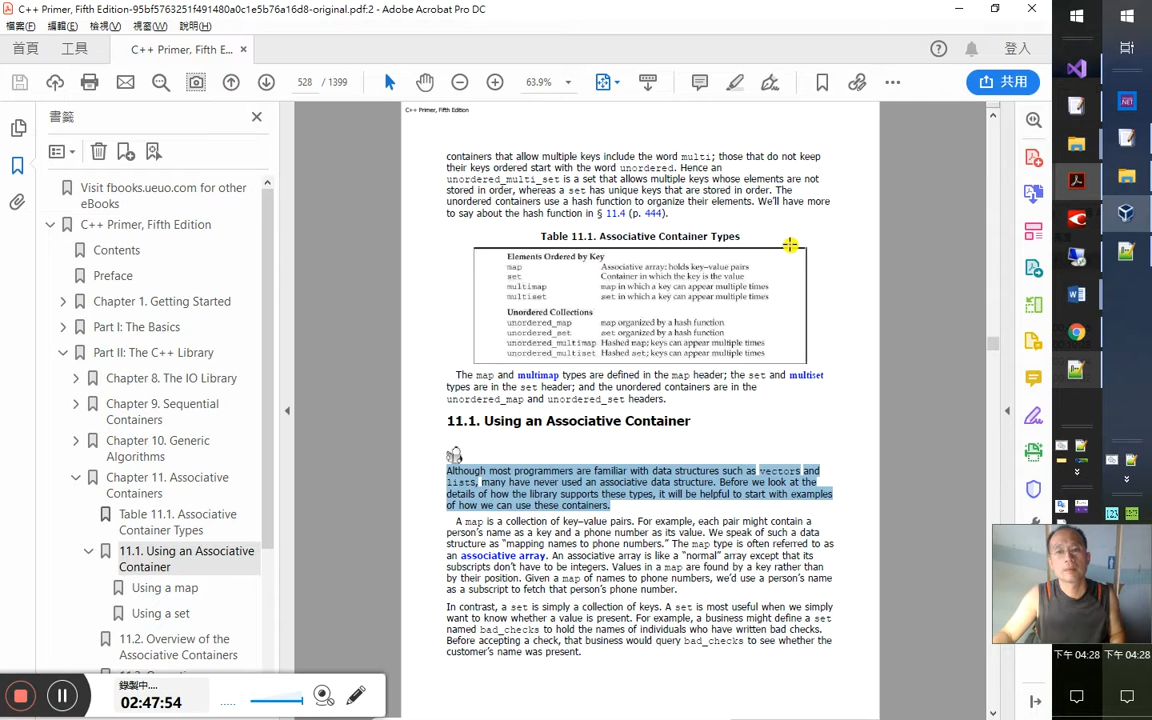 C++ Primer, Fifth Edition-95bf5763251f491480a0c1e5b76a16d8-original.pdf:2 - Adobe Acrobat Pro DC
檔案(F) 編輯(E) 檢視(V) 視窗(W) 說明(H)
首頁 工具 C++ Primer, Fifth E... × 登入
528 / 1399 63.9% 共用
書籤
Visit fbooks.ueuo.com for other
eBooks
C++ Primer, Fifth Edition
Contents
Preface
Chapter 1. Getting Started
Part I: The Basics
Part II: The C++ Library
Chapter 8. The IO Library
Chapter 9. Sequential
Containers
Chapter 10. Generic
Algorithms
Chapter 11. Associative
Containers
Table 11.1. Associative
Container Types
11.1. Using an Associative
Container
Using a map
Using a set
11.2. Overview of the
Associative Containers
C++ Primer, Fifth Edition
containers that allow multiple keys include the word multi; those that do not keep
their keys ordered start with the word unordered. Hence an
unordered_multi_set is a set that allows multiple keys whose elements are not
stored in order, whereas a set has unique keys that are stored in order. The
unordered containers use a hash function to organize their elements. We'll have more
to say about the hash function in § 11.4 (p. 444).
Table 11.1. Associative Container Types
Elements Ordered by Key
map Associative array; holds key–value pairs
set Container in which the key is the value
multimap map in which a key can appear multiple times
multiset set in which a key can appear multiple times
Unordered Collections
unordered_map map organized by a hash function
unordered_set set organized by a hash function
unordered_multimap Hashed map; keys can appear multiple times
unordered_multiset Hashed set; keys can appear multiple times
The map and multimap types are defined in the map header; the set and multiset
types are in the set header; and the unordered containers are in the
unordered_map and unordered_set headers.
11.1. Using an Associative Container
Although most programmers are familiar with data structures such as vectors and
lists, many have never used an associative data structure. Before we look at the
details of how the library supports these types, it will be helpful to start with examples
of how we can use these containers.
A map is a collection of key–value pairs. For example, each pair might contain a
person's name as a key and a phone number as its value. We speak of such a data
structure as "mapping names to phone numbers." The map type is often referred to as
an associative array. An associative array is like a "normal" array except that its
subscripts don't have to be integers. Values in a map are found by a key rather than
by their position. Given a map of names to phone numbers, we'd use a person's name
as a subscript to fetch that person's phone number.
In contrast, a set is simply a collection of keys. A set is most useful when we simply
want to know whether a value is present. For example, a business might define a set
named bad_checks to hold the names of individuals who have written bad checks.
Before accepting a check, that business would query bad_checks to see whether the
customer's name was present.
錄製中...
02:47:54
下午 04:28 下午 04:28